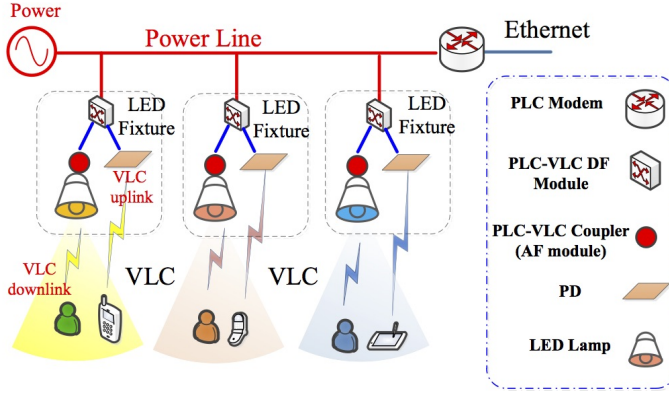 Power
Power Line
Ethernet
LED
Fixture
LED
Fixture
LED
Fixture
VLC
uplink
VLC
downlink
VLC
VLC
PLC Modem
PLC-VLC DF
Module
PLC-VLC Coupler
(AF module)
PD
LED Lamp